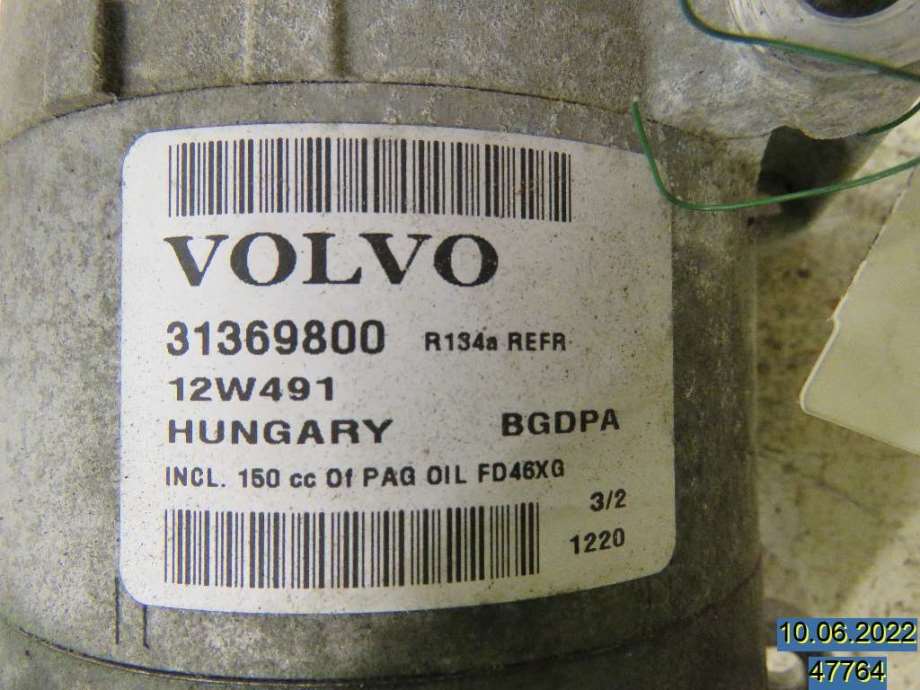 VOLVO
31369800 R134a REFR
12W491
HUNGARY BGDPA
INCL. 150 cc Of PAG OIL FD46XG
3/2
1220
10.06.2022
47764